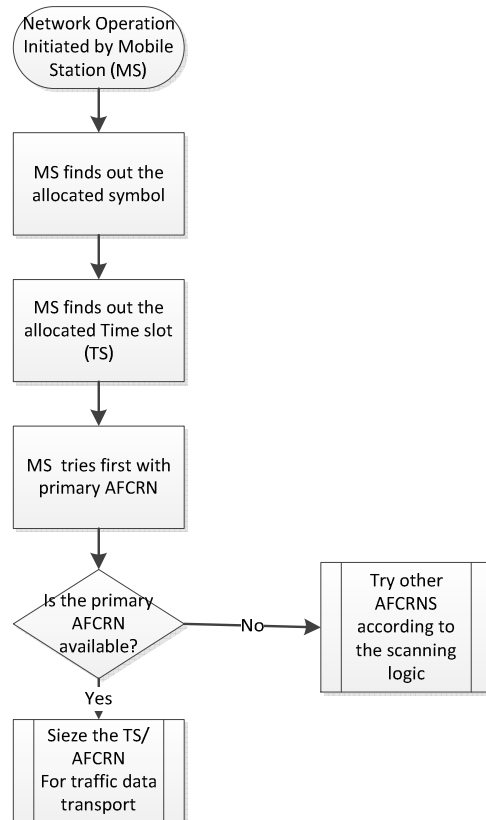 Network Operation
Initiated by Mobile
Station (MS)
MS finds out the
allocated symbol
MS finds out the
allocated Time slot
(TS)
MS tries first with
primary AFCRN
Is the primary
AFCRN
available?
No
Try other
AFCRNS
according to
the scanning
logic
Yes
Sieze the TS/
AFCRN
For traffic data
transport